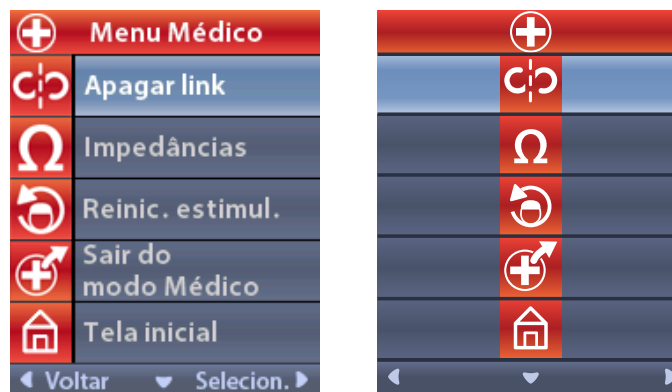 Menu Médico
Apagar link
Impedâncias
Reinic. estimul.
Sair do
modo Médico
Tela inicial
Voltar Selecion.